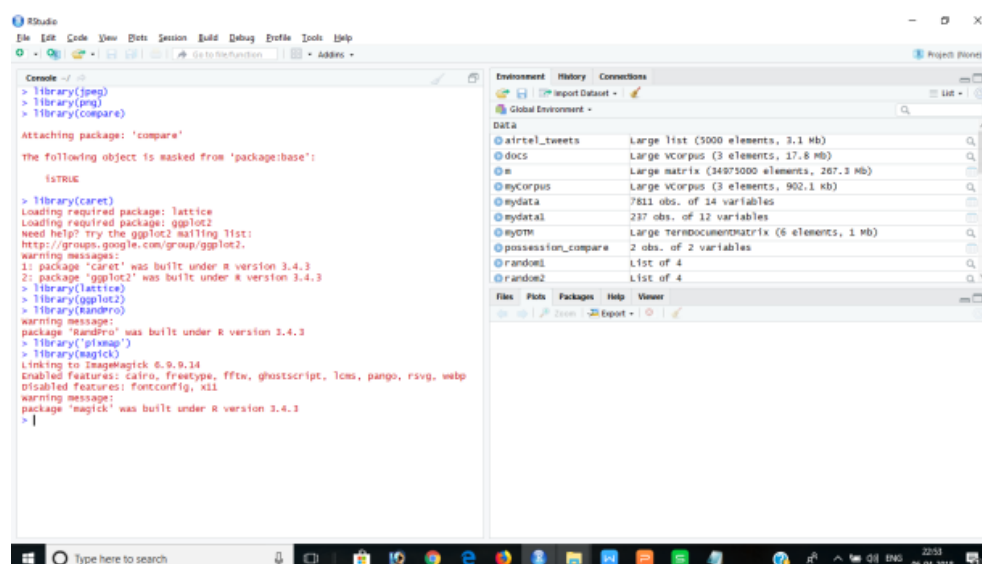 RStudio
File Edit Code View Plots Session Build Debug Profile Tools Help
Go to file/function Addins
Project: (None)
Console ~/
> library(jpeg)
> library(png)
> library(compare)
Attaching package: 'compare'
The following object is masked from 'package:base':
isTRUE
> library(caret)
Loading required package: lattice
Loading required package: ggplot2
Need help? Try the ggplot2 mailing list:
http://groups.google.com/group/ggplot2.
Warning messages:
1: package 'caret' was built under R version 3.4.3
2: package 'ggplot2' was built under R version 3.4.3
> library(lattice)
> library(ggplot2)
> library(RandPro)
Warning message:
package 'RandPro' was built under R version 3.4.3
> library('pixmap')
> library(magick)
Linking to ImageMagick 6.9.9.14
Enabled features: cairo, freetype, fftw, ghostscript, lcms, pango, rsvg, webp
Disabled features: fontconfig, x11
Warning message:
package 'magick' was built under R version 3.4.3
>
Environment History Connections
Import Dataset List
Global Environment
Data
airtel_tweets Large list (5000 elements, 3.1 Mb)
docs Large VCorpus (3 elements, 17.8 Mb)
m Large matrix (34975000 elements, 267.3 Mb)
myCorpus Large VCorpus (3 elements, 902.1 Kb)
mydata 7811 obs. of 14 variables
mydata1 237 obs. of 12 variables
myDTM Large TermDocumentMatrix (6 elements, 1 Mb)
possession_compare 2 obs. of 2 variables
random1 List of 4
random2 List of 4
Files Plots Packages Help Viewer
Zoom Export
Type here to search
ENG 22:53